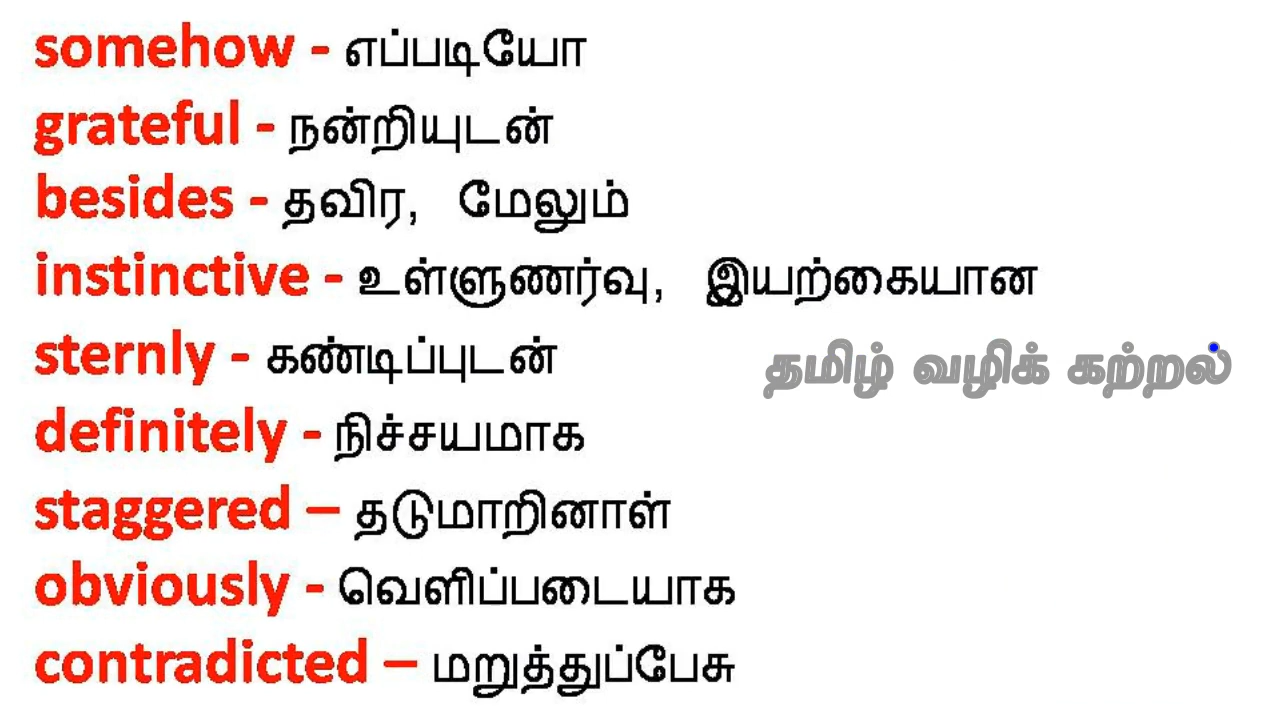 somehow - எப்படியோ
grateful - நன்றியுடன்
besides - தவிர, மேலும்
instinctive - உள்ளுணர்வு, இயற்கையான
sternly - கண்டிப்புடன்
தமிழ் வழிக் கற்றல்
definitely - நிச்சயமாக
staggered – தடுமாறினாள்
obviously - வெளிப்படையாக
contradicted – மறுத்துப்பேசு